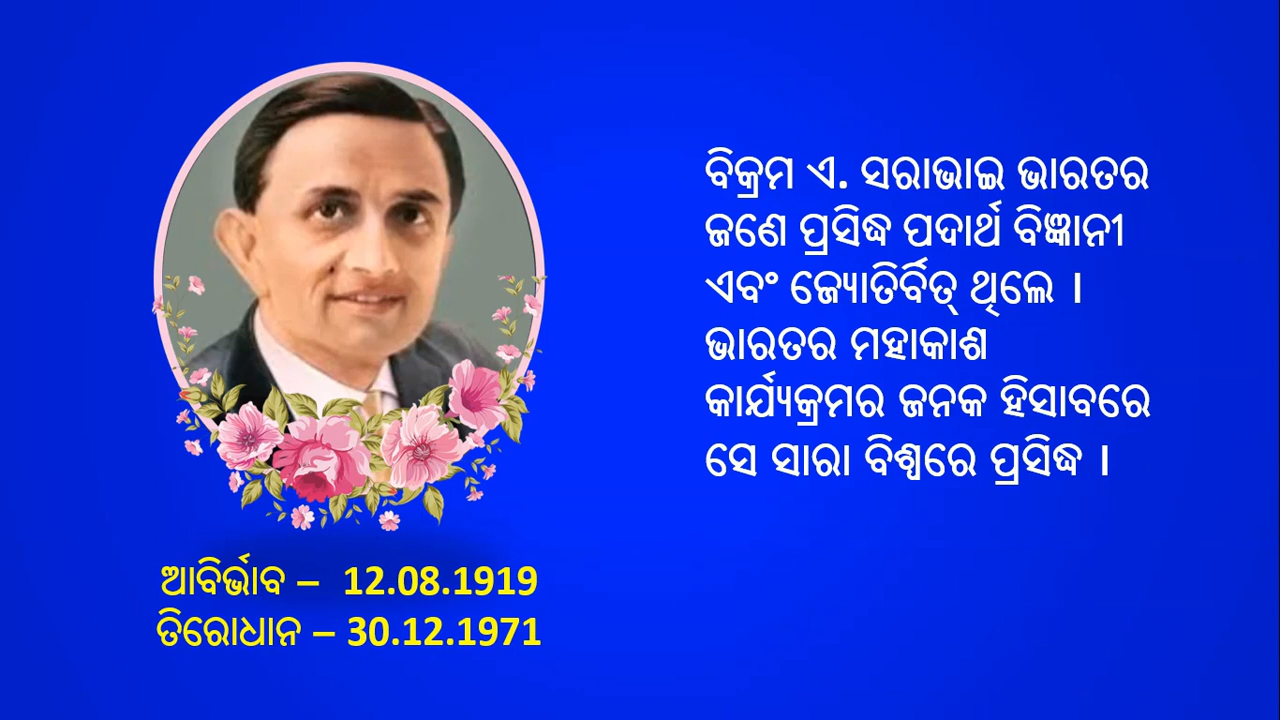 ବିକ୍ରମ ଏ. ସରାଭାଇ ଭାରତର
ଜଣେ ପ୍ରସିଦ୍ଧ ପଦାର୍ଥ ବିଜ୍ଞାନୀ
ଏବଂ ଜ୍ୟୋତିର୍ବିତ୍ ଥିଲେ ।
ଭାରତର ମହାକାଶ
କାର୍ଯ୍ୟକ୍ରମର ଜନକ ହିସାବରେ
ସେ ସାରା ବିଶ୍ୱରେ ପ୍ରସିଦ୍ଧ ।
ଆବିର୍ଭାବ – 12.08.1919
ତିରୋଧାନ – 30.12.1971